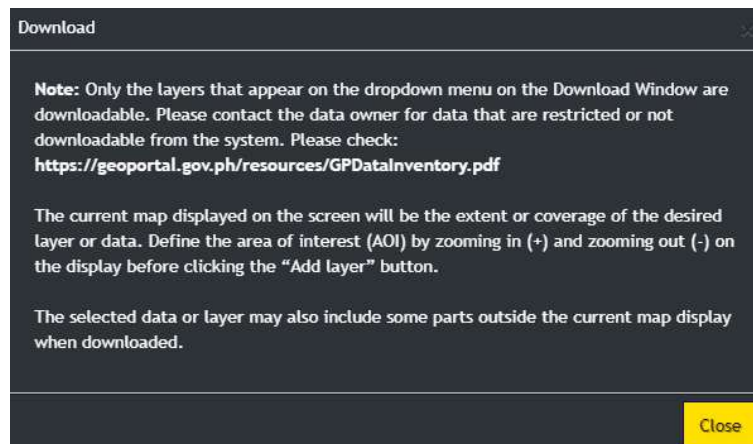 Download
Note: Only the layers that appear on the dropdown menu on the Download Window are
downloadable. Please contact the data owner for data that are restricted or not
downloadable from the system. Please check:
https://geoportal.gov.ph/resources/GPDataInventory.pdf
The current map displayed on the screen will be the extent or coverage of the desired
layer or data. Define the area of interest (AOI) by zooming in (+) and zooming out (-) on
the display before clicking the “Add layer” button.
The selected data or layer may also include some parts outside the current map display
when downloaded.
Close